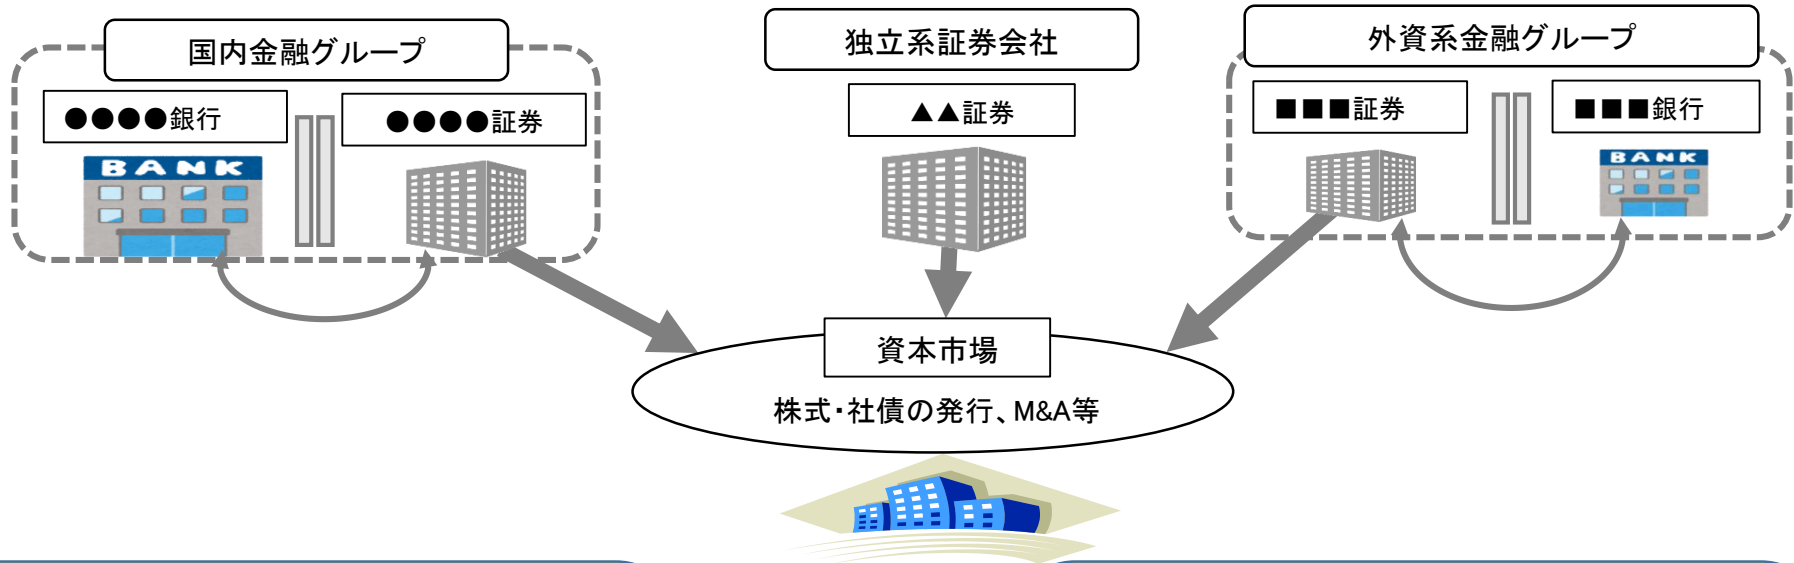 国内金融グループ
独立系証券会社
外資系金融グループ
●●●●銀行
●●●●証券
▲▲証券
■■■証券
■■■銀行
BANK
BANK
資本市場
株式・社債の発行、M&A等